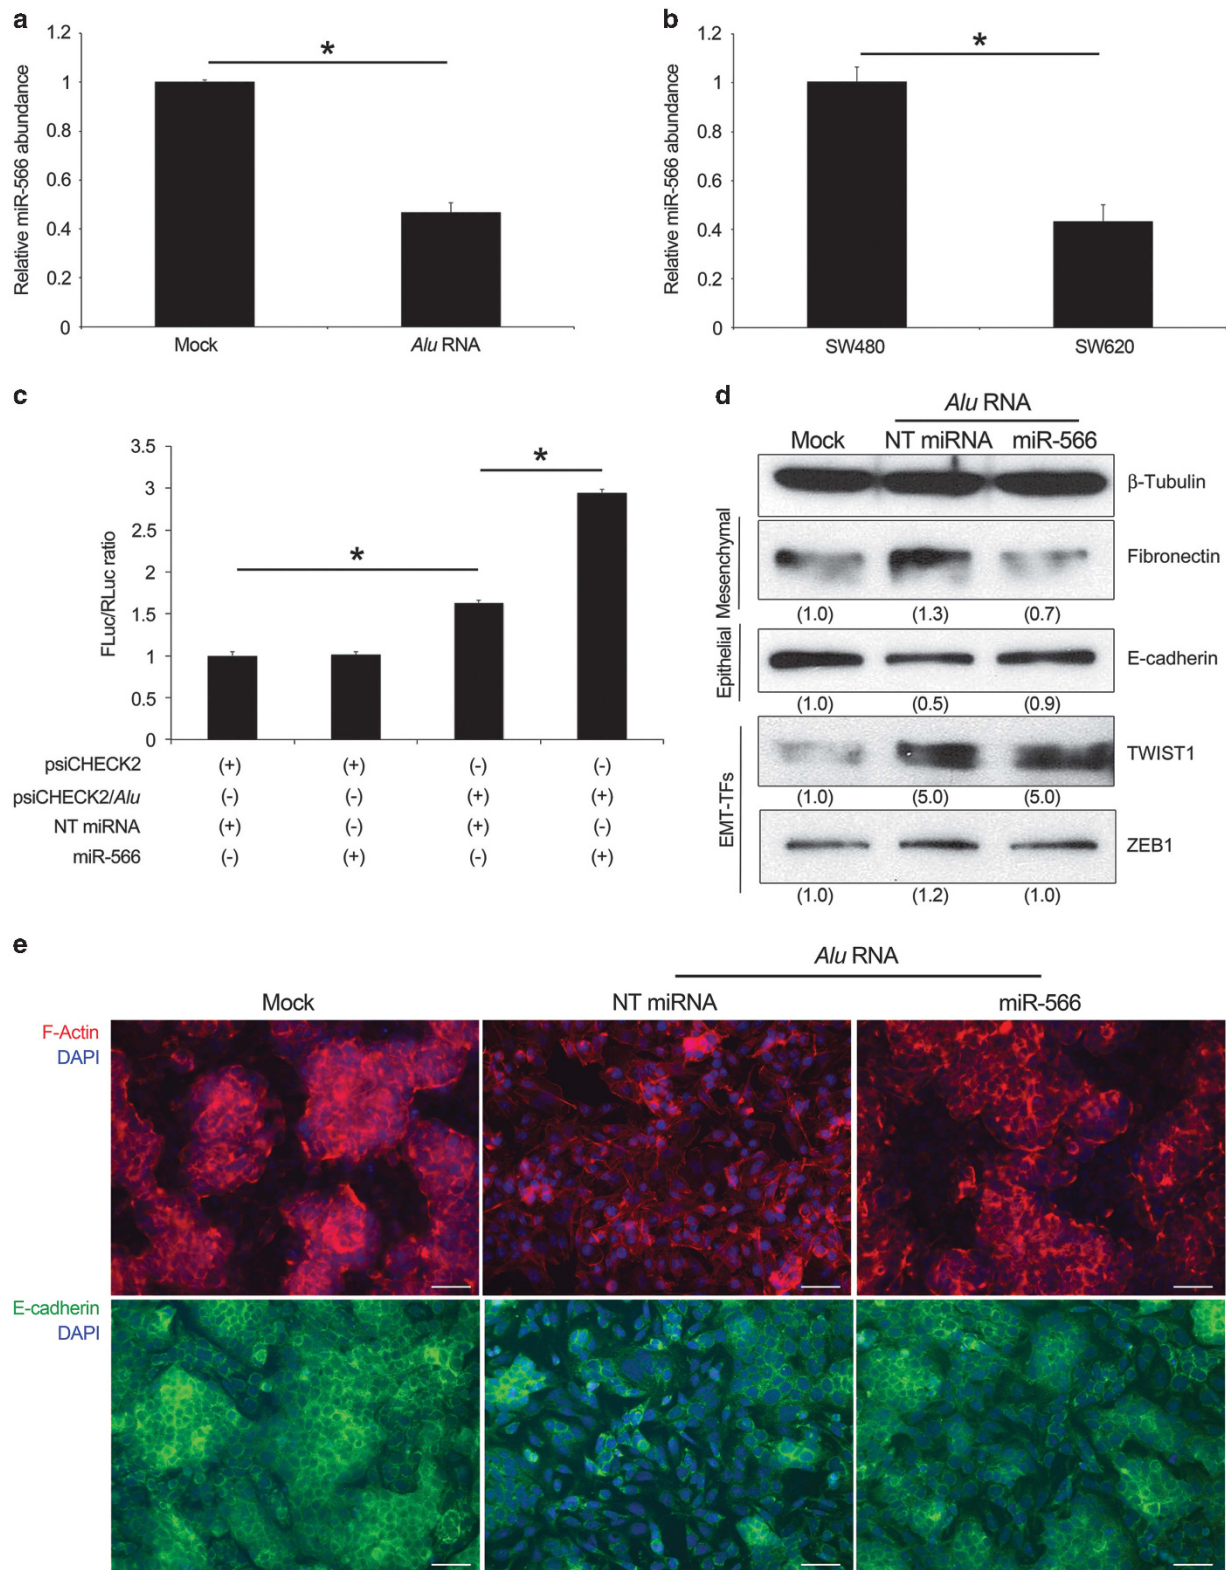 a
Relative miR-566 abundance
1.2
1
0.8
0.6
0.4
0.2
0
*
Mock
Alu RNA
b
Relative miR-566 abundance
1.2
1
0.8
0.6
0.4
0.2
0
*
SW480
SW620
c
FLuc/RLuc ratio
3.5
3
2.5
2
1.5
1
0.5
0
*
*
psiCHECK2 (+) (+) (-) (-)
psiCHECK2/Alu (-) (-) (+) (+)
NT miRNA (+) (-) (+) (-)
miR-566 (-) (+) (-) (+)
d
Alu RNA
Mock NT miRNA miR-566
β-Tubulin
Mesenchymal
Fibronectin
(1.0) (1.3) (0.7)
Epithelial
E-cadherin
(1.0) (0.5) (0.9)
EMT-TFs
TWIST1
(1.0) (5.0) (5.0)
ZEB1
(1.0) (1.2) (1.0)
e
Alu RNA
Mock NT miRNA miR-566
F-Actin
DAPI
E-cadherin
DAPI